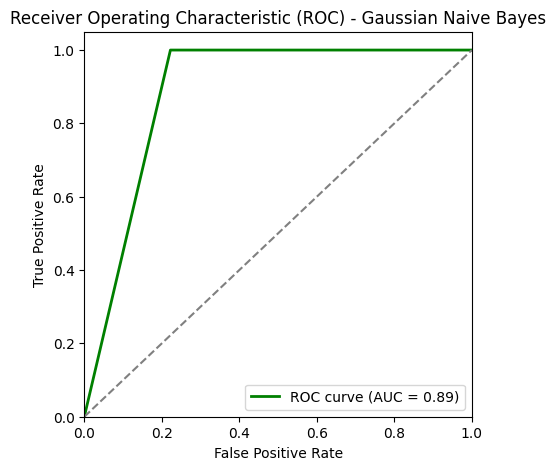 Receiver Operating Characteristic (ROC) - Gaussian Naive Bayes
1.0
0.8
0.6
0.4
0.2
0.0
True Positive Rate
ROC curve (AUC = 0.89)
0.0 0.2 0.4 0.6 0.8 1.0
False Positive Rate